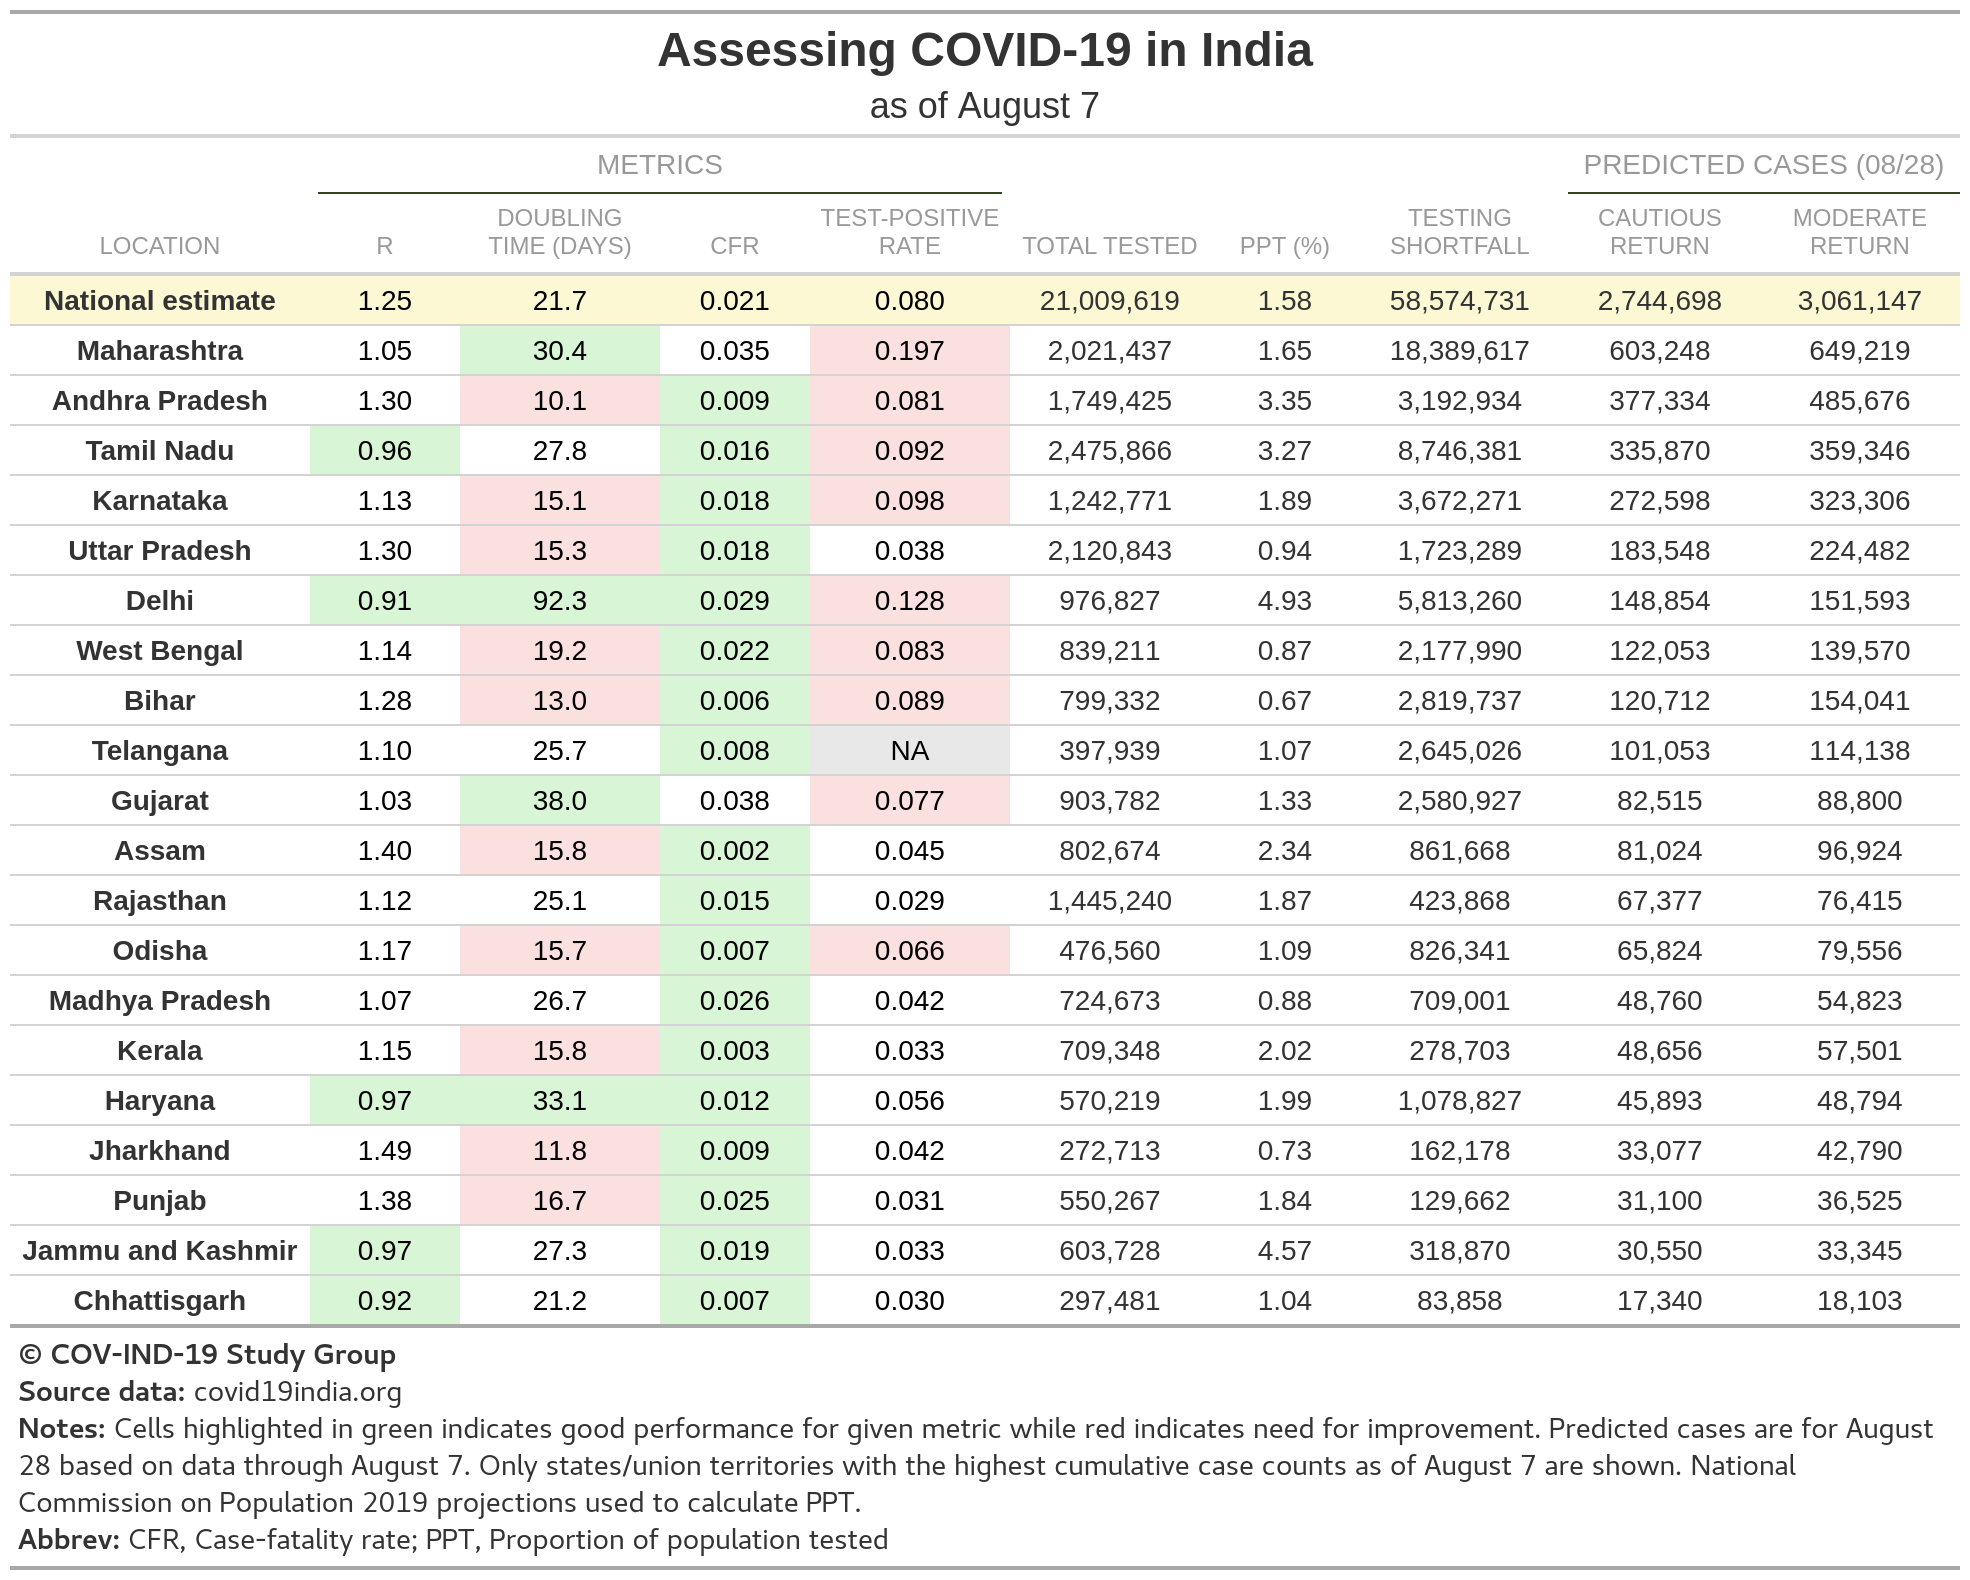 Assessing COVID-19 in India
as of August 7
METRICS PREDICTED CASES (08/28)
LOCATION R DOUBLING TIME (DAYS) CFR TEST-POSITIVE RATE TOTAL TESTED PPT (%) TESTING SHORTFALL CAUTIOUS RETURN MODERATE RETURN
National estimate 1.25 21.7 0.021 0.080 21,009,619 1.58 58,574,731 2,744,698 3,061,147
Maharashtra 1.05 30.4 0.035 0.197 2,021,437 1.65 18,389,617 603,248 649,219
Andhra Pradesh 1.30 10.1 0.009 0.081 1,749,425 3.35 3,192,934 377,334 485,676
Tamil Nadu 0.96 27.8 0.016 0.092 2,475,866 3.27 8,746,381 335,870 359,346
Karnataka 1.13 15.1 0.018 0.098 1,242,771 1.89 3,672,271 272,598 323,306
Uttar Pradesh 1.30 15.3 0.018 0.038 2,120,843 0.94 1,723,289 183,548 224,482
Delhi 0.91 92.3 0.029 0.128 976,827 4.93 5,813,260 148,854 151,593
West Bengal 1.14 19.2 0.022 0.083 839,211 0.87 2,177,990 122,053 139,570
Bihar 1.28 13.0 0.006 0.089 799,332 0.67 2,819,737 120,712 154,041
Telangana 1.10 25.7 0.008 NA 397,939 1.07 2,645,026 101,053 114,138
Gujarat 1.03 38.0 0.038 0.077 903,782 1.33 2,580,927 82,515 88,800
Assam 1.40 15.8 0.002 0.045 802,674 2.34 861,668 81,024 96,924
Rajasthan 1.12 25.1 0.015 0.029 1,445,240 1.87 423,868 67,377 76,415
Odisha 1.17 15.7 0.007 0.066 476,560 1.09 826,341 65,824 79,556
Madhya Pradesh 1.07 26.7 0.026 0.042 724,673 0.88 709,001 48,760 54,823
Kerala 1.15 15.8 0.003 0.033 709,348 2.02 278,703 48,656 57,501
Haryana 0.97 33.1 0.012 0.056 570,219 1.99 1,078,827 45,893 48,794
Jharkhand 1.49 11.8 0.009 0.042 272,713 0.73 162,178 33,077 42,790
Punjab 1.38 16.7 0.025 0.031 550,267 1.84 129,662 31,100 36,525
Jammu and Kashmir 0.97 27.3 0.019 0.033 603,728 4.57 318,870 30,550 33,345
Chhattisgarh 0.92 21.2 0.007 0.030 297,481 1.04 83,858 17,340 18,103
© COV-IND-19 Study Group
Source data: covid19india.org
Notes: Cells highlighted in green indicates good performance for given metric while red indicates need for improvement. Predicted cases are for August
28 based on data through August 7. Only states/union territories with the highest cumulative case counts as of August 7 are shown. National
Commission on Population 2019 projections used to calculate PPT.
Abbrev: CFR, Case-fatality rate; PPT, Proportion of population tested